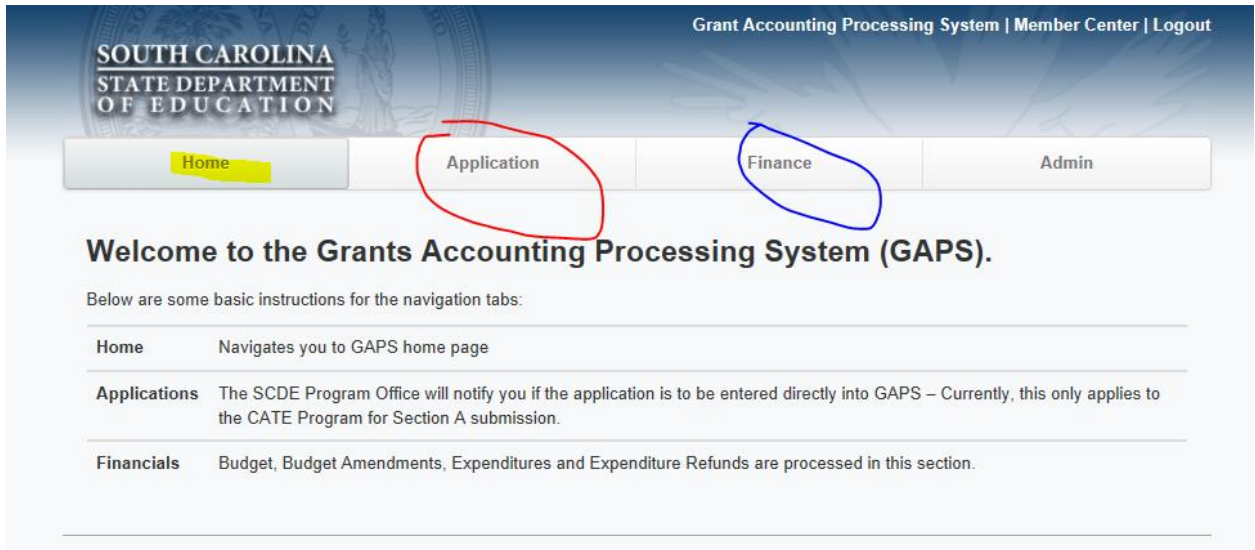 Grant Accounting Processing System | Member Center | Logout
SOUTH CAROLINA
STATE DEPARTMENT
OF EDUCATION
Home Application Finance Admin
Welcome to the Grants Accounting Processing System (GAPS).
Below are some basic instructions for the navigation tabs:
Home Navigates you to GAPS home page
Applications The SCDE Program Office will notify you if the application is to be entered directly into GAPS – Currently, this only applies to
the CATE Program for Section A submission.
Financials Budget, Budget Amendments, Expenditures and Expenditure Refunds are processed in this section.